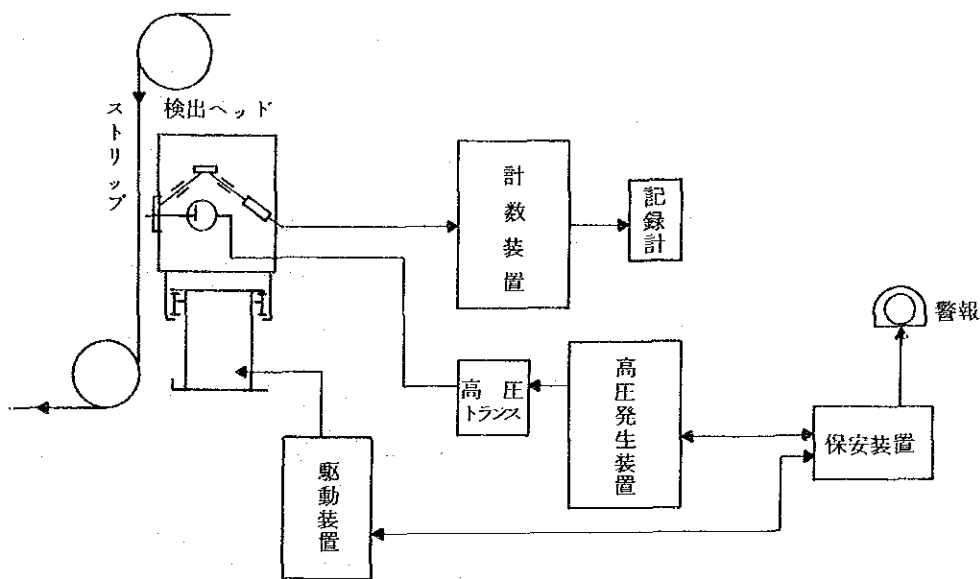 ストリップ
検出ヘッド
計数装置
記録計
警報
高圧
トランス
高圧発生装置
保安装置
駆動装置